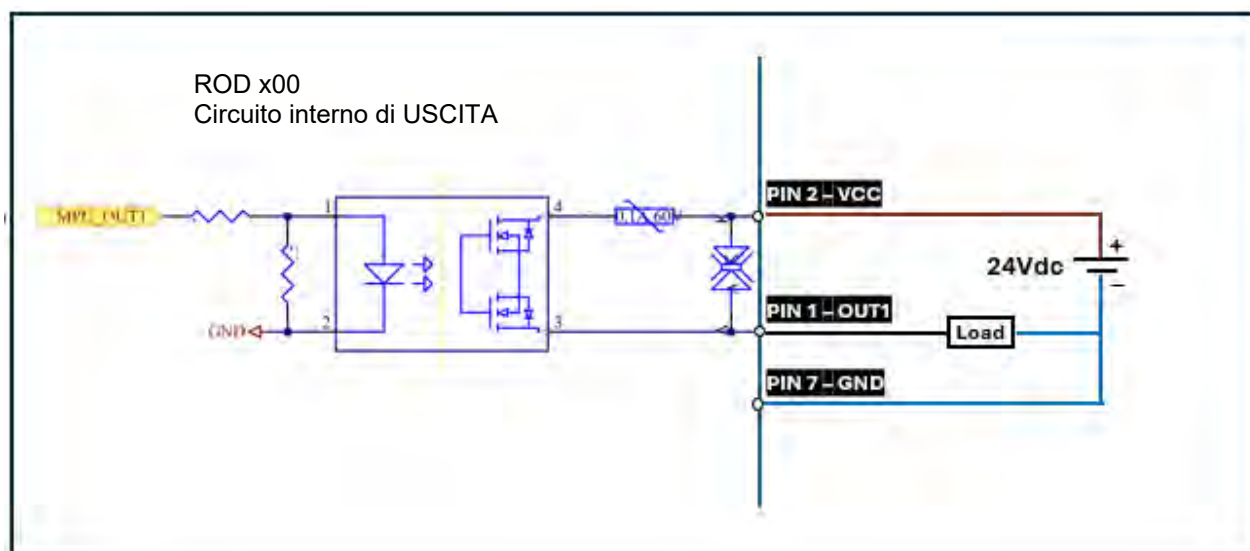 ROD x00
Circuito interno di USCITA
MPU_OUT1
1
2
GND
4
3
PIN 2 – VCC
24Vdc
+
–
PIN 1 – OUT1
Load
PIN 7 – GND